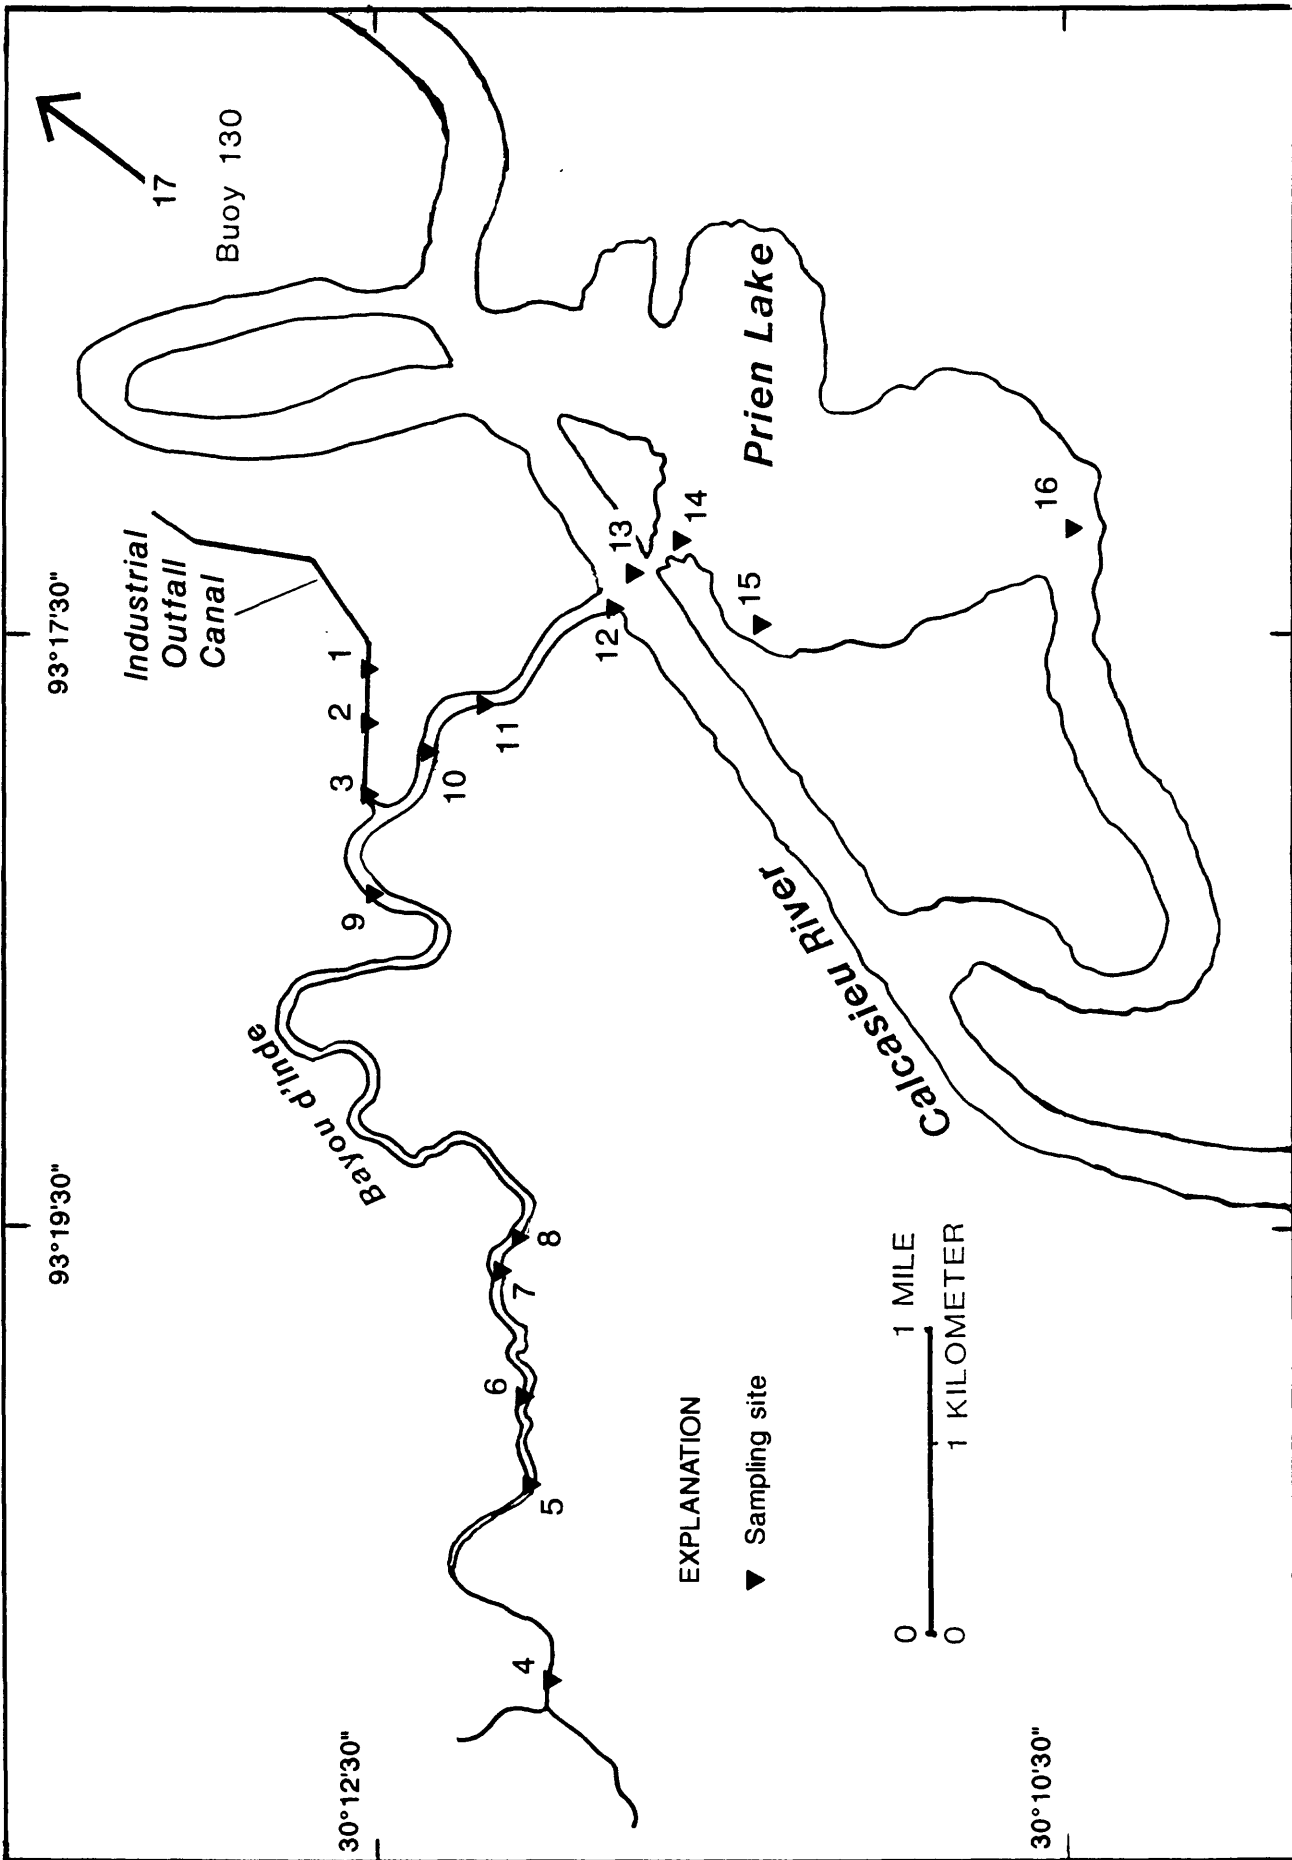 93°19'30"
93°17'30"
30°12'30"
30°10'30"
17
Buoy 130
Industrial
Outfall
Canal
1
2
3
4
5
6
7
8
9
10
11
12
13
14
15
16
Bayou d'Inde
Calcasieu River
Prien Lake
EXPLANATION
▼ Sampling site
0 1 MILE
0 1 KILOMETER